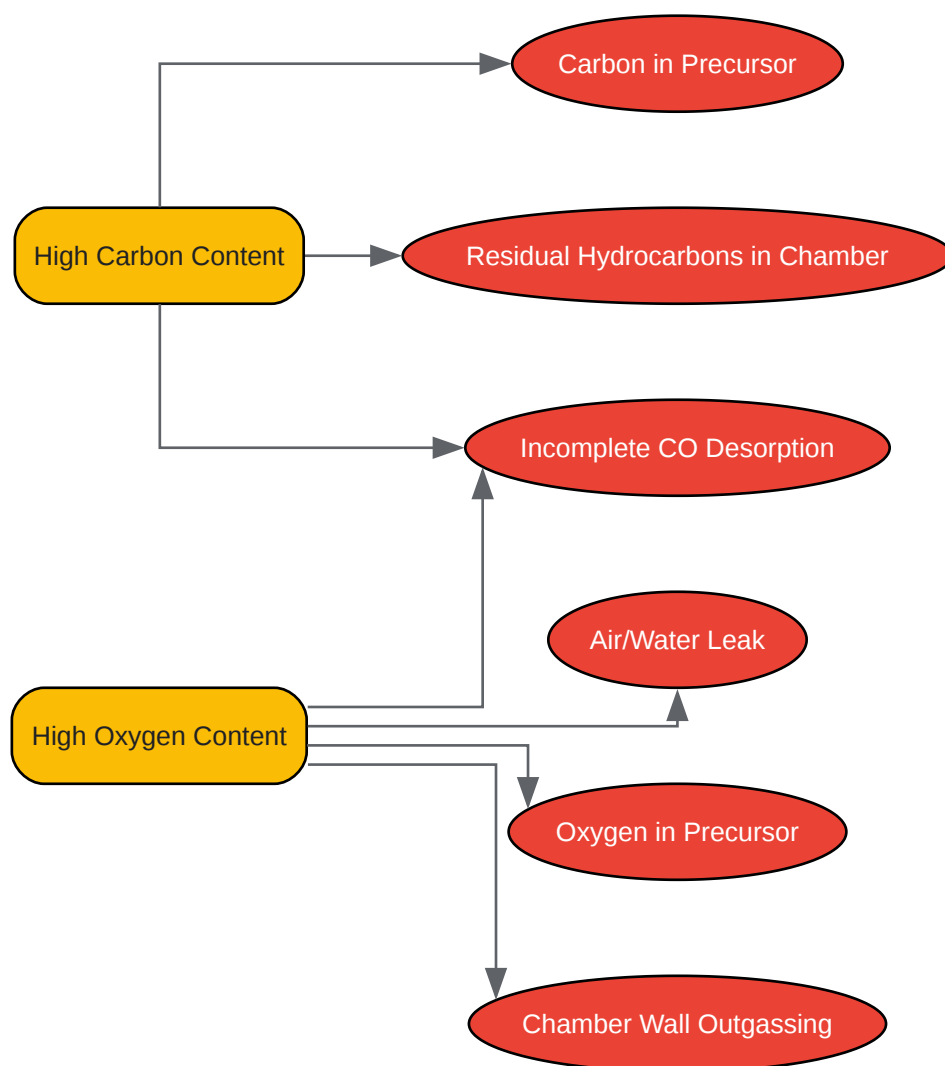 Carbon in Precursor
High Carbon Content
Residual Hydrocarbons in Chamber
Incomplete CO Desorption
Air/Water Leak
High Oxygen Content
Oxygen in Precursor
Chamber Wall Outgassing